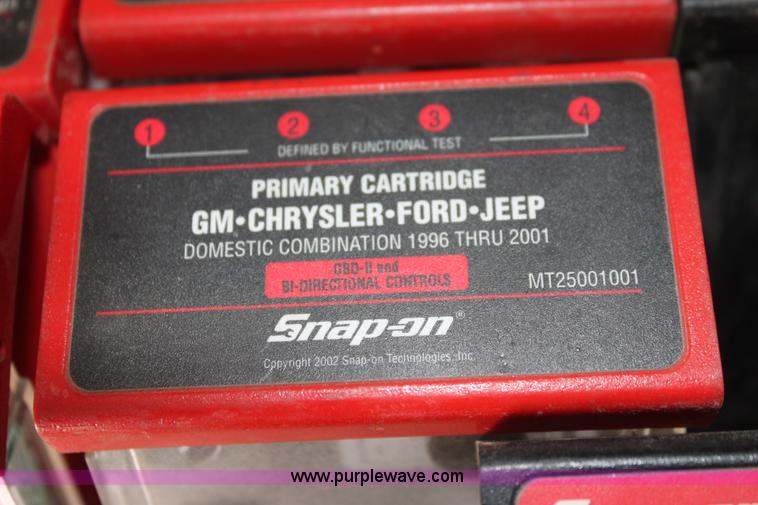 1 2 3 4
DEFINED BY FUNCTIONAL TEST
PRIMARY CARTRIDGE
GM•CHRYSLER•FORD•JEEP
DOMESTIC COMBINATION 1996 THRU 2001
OBD-II and
BI-DIRECTIONAL CONTROLS
MT25001001
Snap-on®
Copyright 2002 Snap-on Technologies, Inc.
www.purplewave.com